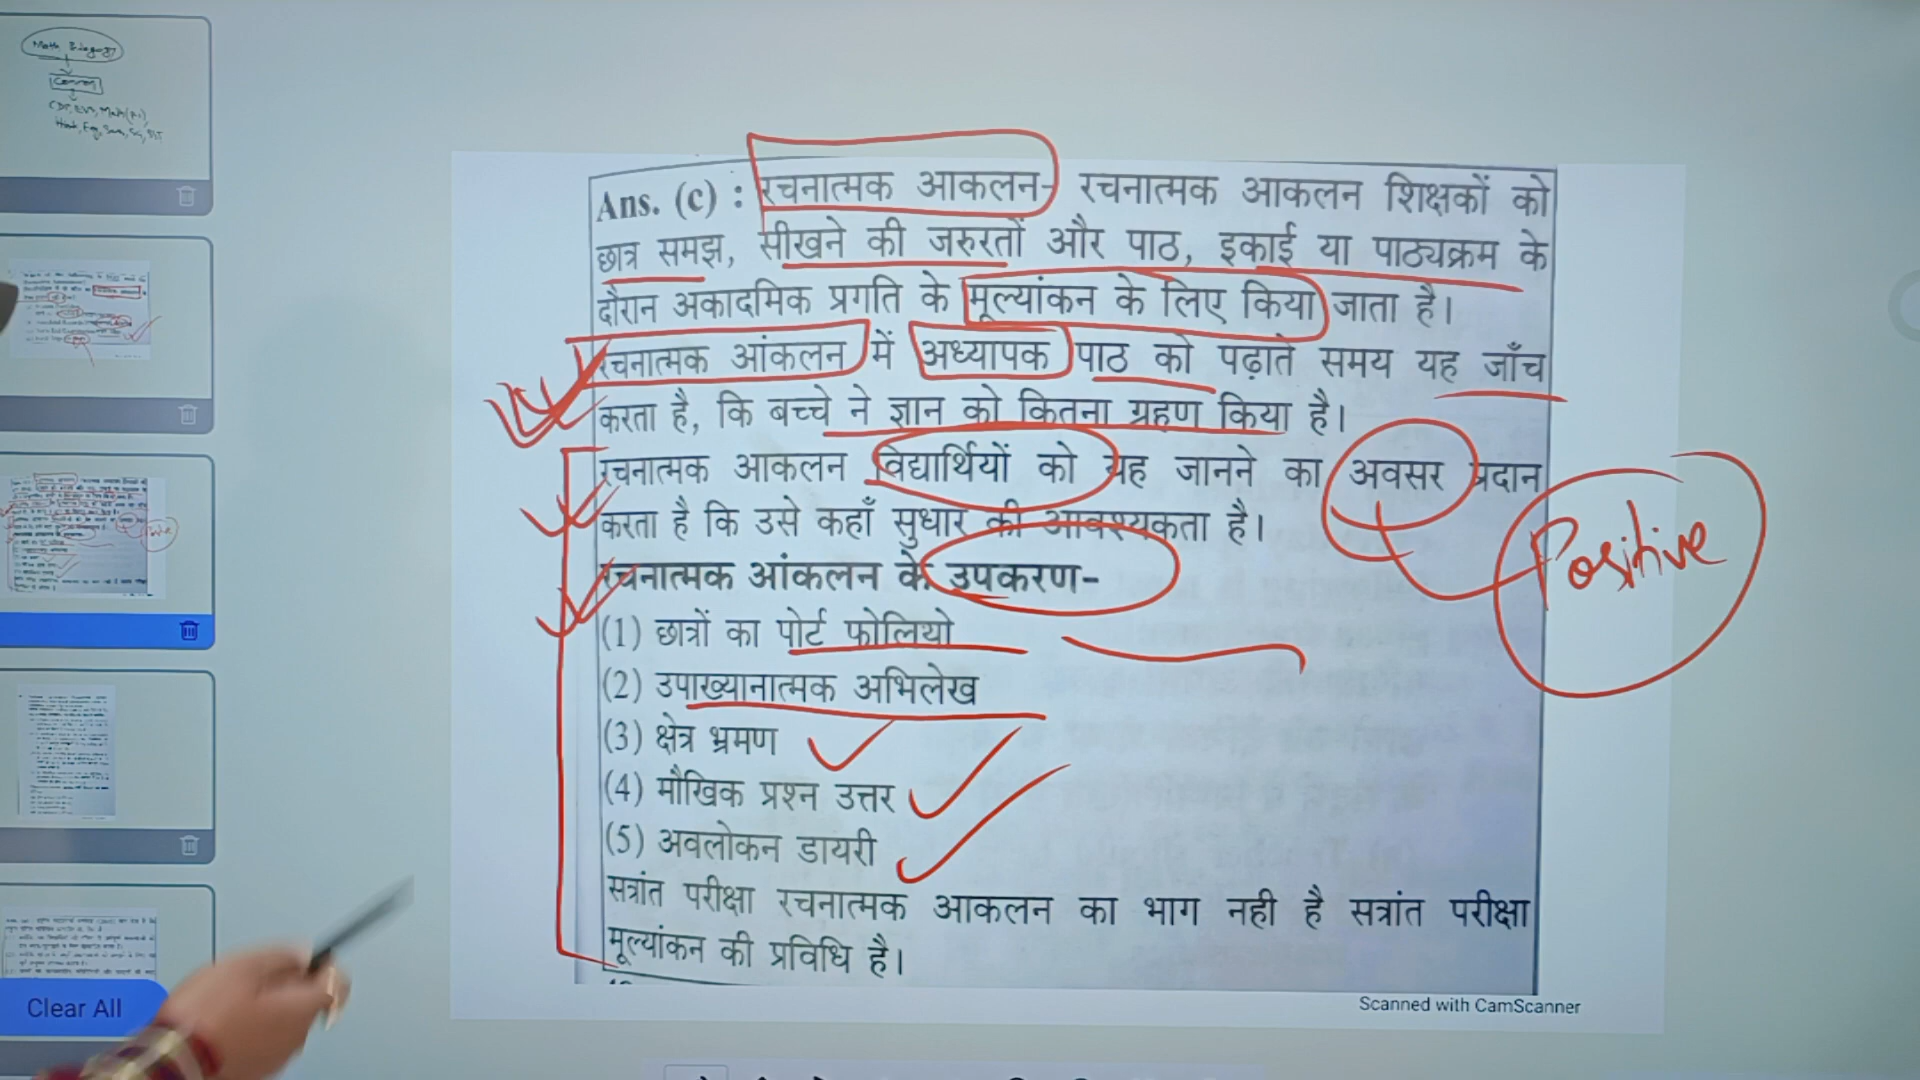 Math
CDP, EVS, Math
Clear All
Ans. (c) : रचनात्मक आकलन- रचनात्मक आकलन शिक्षकों को
छात्र समझ, सीखने की जरुरतों और पाठ, इकाई या पाठ्यक्रम के
दौरान अकादमिक प्रगति के मूल्यांकन के लिए किया जाता है।
रचनात्मक आंकलन में अध्यापक पाठ को पढ़ाते समय यह जाँच
करता है, कि बच्चे ने ज्ञान को कितना ग्रहण किया है।
रचनात्मक आकलन विद्यार्थियों को यह जानने का अवसर प्रदान
करता है कि उसे कहाँ सुधार की आवश्यकता है।
Positive
रचनात्मक आंकलन के उपकरण-
(1) छात्रों का पोर्ट फोलियो
(2) उपाख्यानात्मक अभिलेख
(3) क्षेत्र भ्रमण
(4) मौखिक प्रश्न उत्तर
(5) अवलोकन डायरी
सत्रांत परीक्षा रचनात्मक आकलन का भाग नही है सत्रांत परीक्षा
मूल्यांकन की प्रविधि है।
Scanned with CamScanner